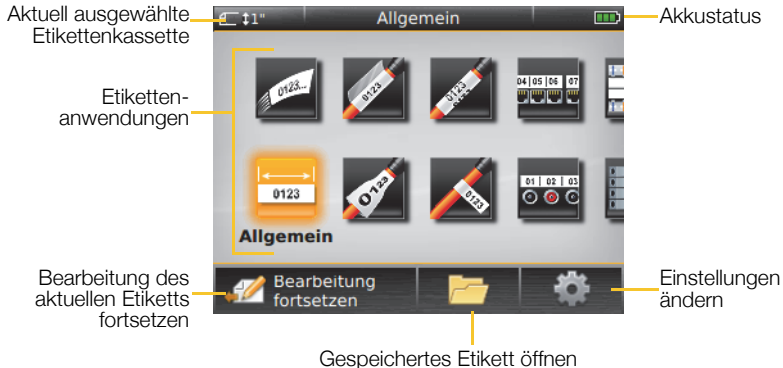 Aktuell ausgewählte
Etikettenkassette
1"
Allgemein
Akkustatus
Etiketten-
anwendungen
0123...
0123
0123
04 05 06 07
0123
0123
0123
01 02 03
Allgemein
Bearbeitung des
aktuellen Etiketts
fortsetzen
Bearbeitung
fortsetzen
Einstellungen
ändern
Gespeichertes Etikett öffnen